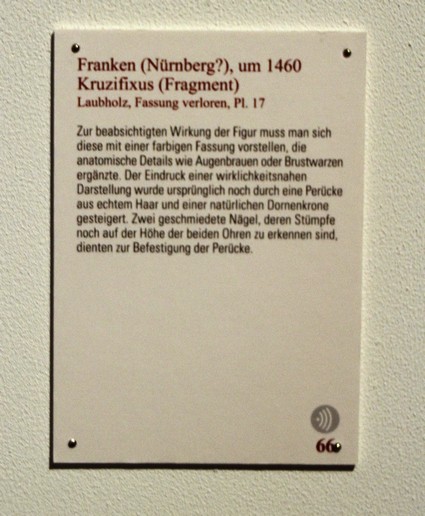 Franken (Nürnberg?), um 1460
Kruzifixus (Fragment)
Laubholz, Fassung verloren, Pl. 17
Zur beabsichtigten Wirkung der Figur muss man sich
diese mit einer farbigen Fassung vorstellen, die
anatomische Details wie Augenbrauen oder Brustwarzen
ergänzte. Der Eindruck einer wirklichkeitsnahen
Darstellung wurde ursprünglich noch durch eine Perücke
aus echtem Haar und einer natürlichen Dornenkrone
gesteigert. Zwei geschmiedete Nägel, deren Stümpfe
noch auf der Höhe der beiden Ohren zu erkennen sind,
dienten zur Befestigung der Perücke.
66